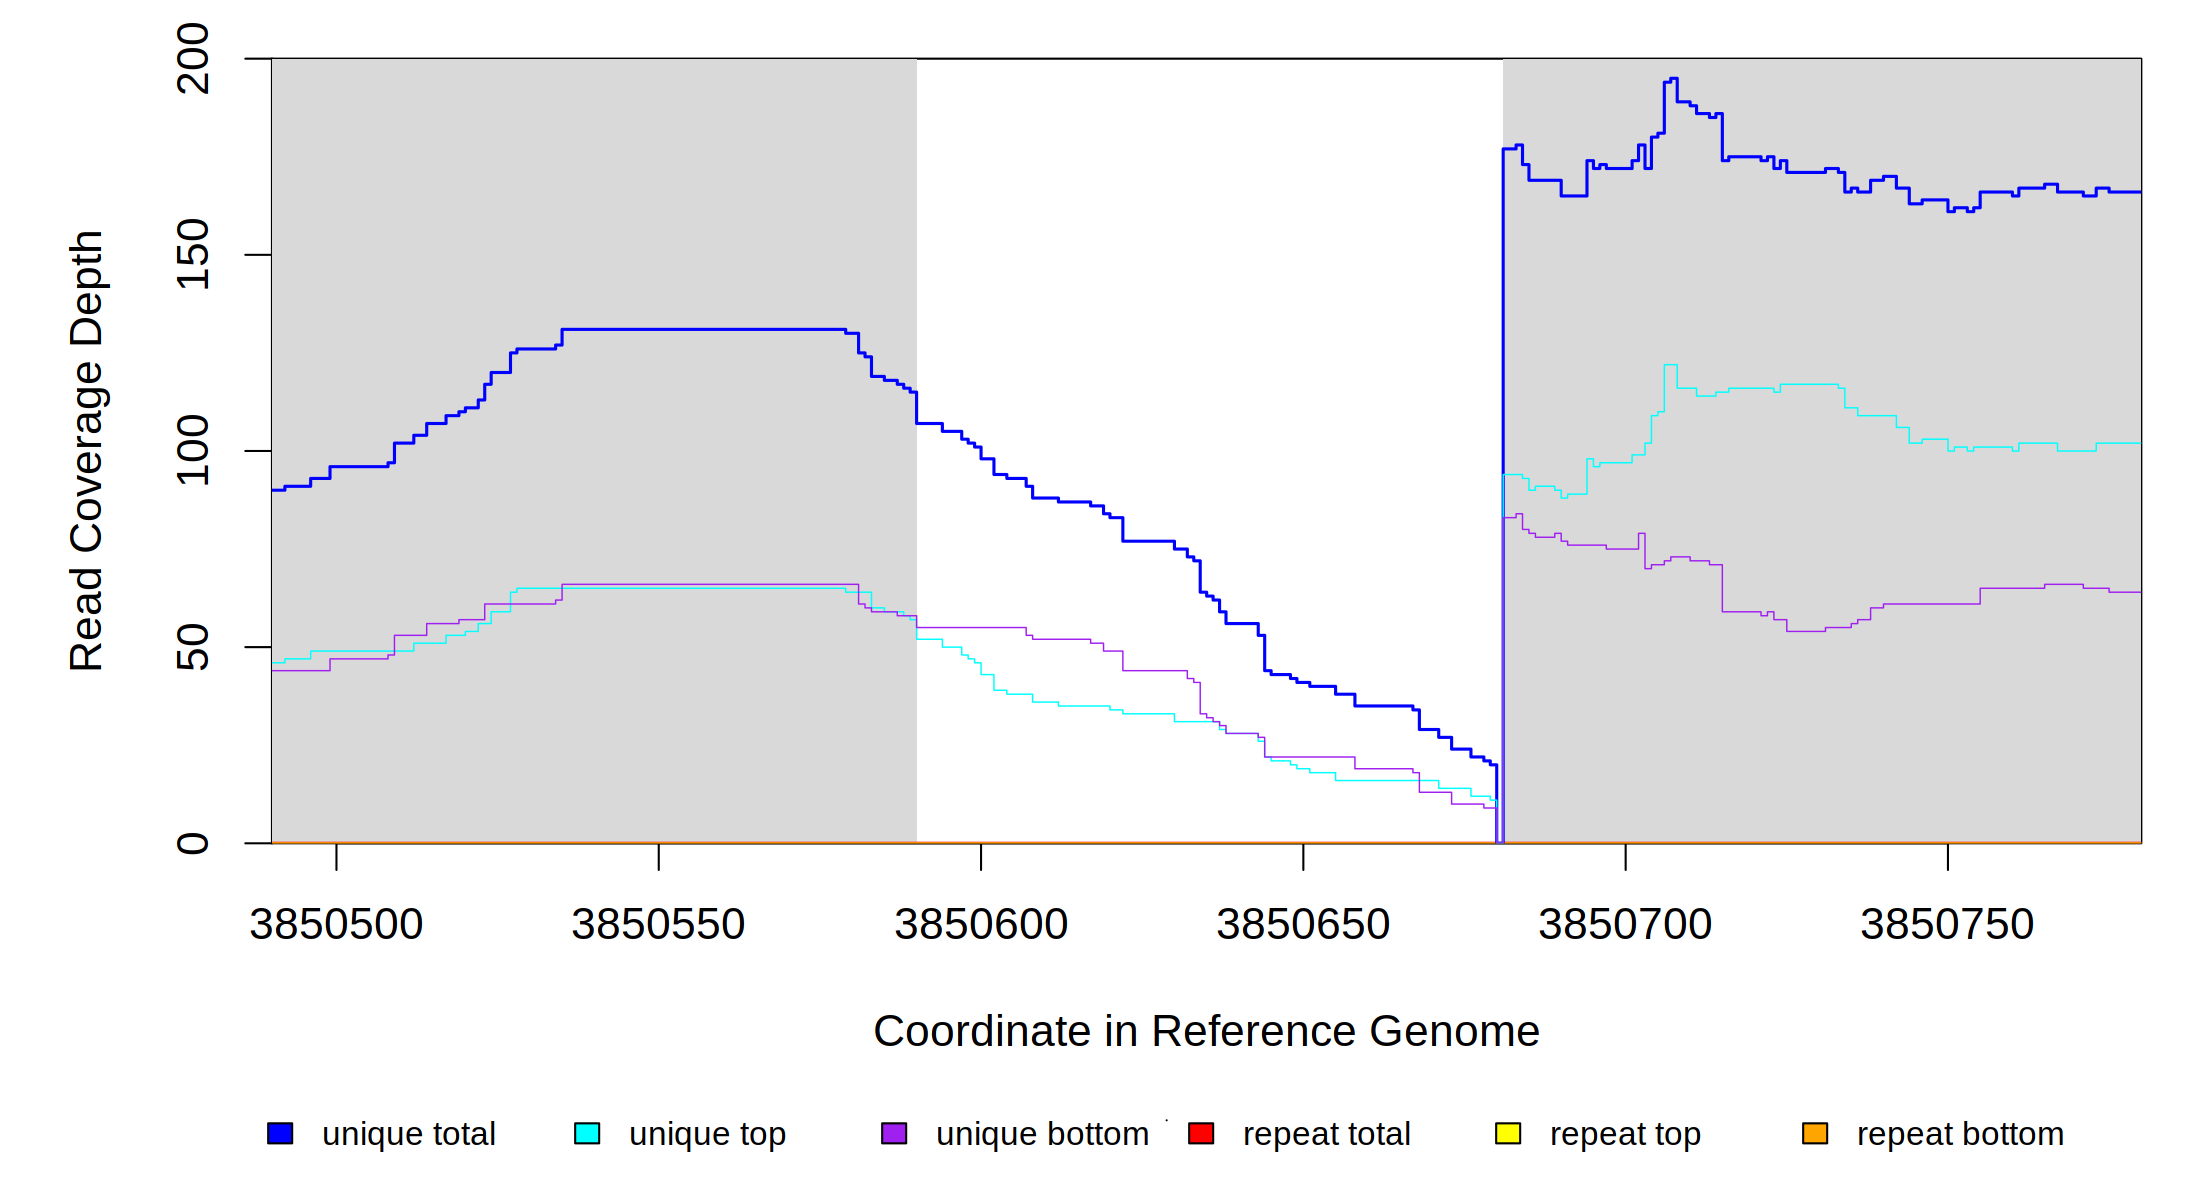 200
150
100
50
0
Read Coverage Depth
3850500 3850550 3850600 3850650 3850700 3850750
Coordinate in Reference Genome
unique total unique top unique bottom repeat total repeat top repeat bottom